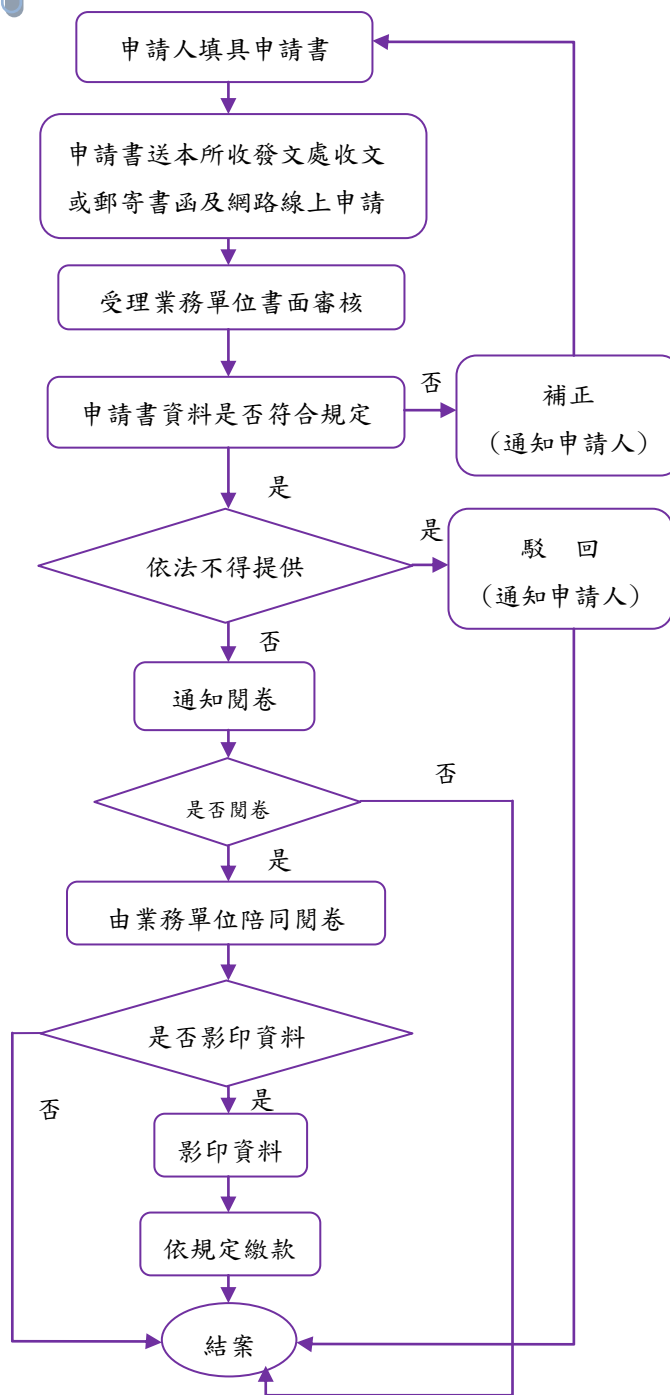 申請人填具申請書
申請書送本所收發文處收文
或郵寄書函及網路線上申請
受理業務單位書面審核
申請書資料是否符合規定
否
補正
（通知申請人）
是
依法不得提供
是
駁　回
（通知申請人）
否
通知閱卷
是否閱卷
否
是
由業務單位陪同閱卷
是否影印資料
否
是
影印資料
依規定繳款
結案